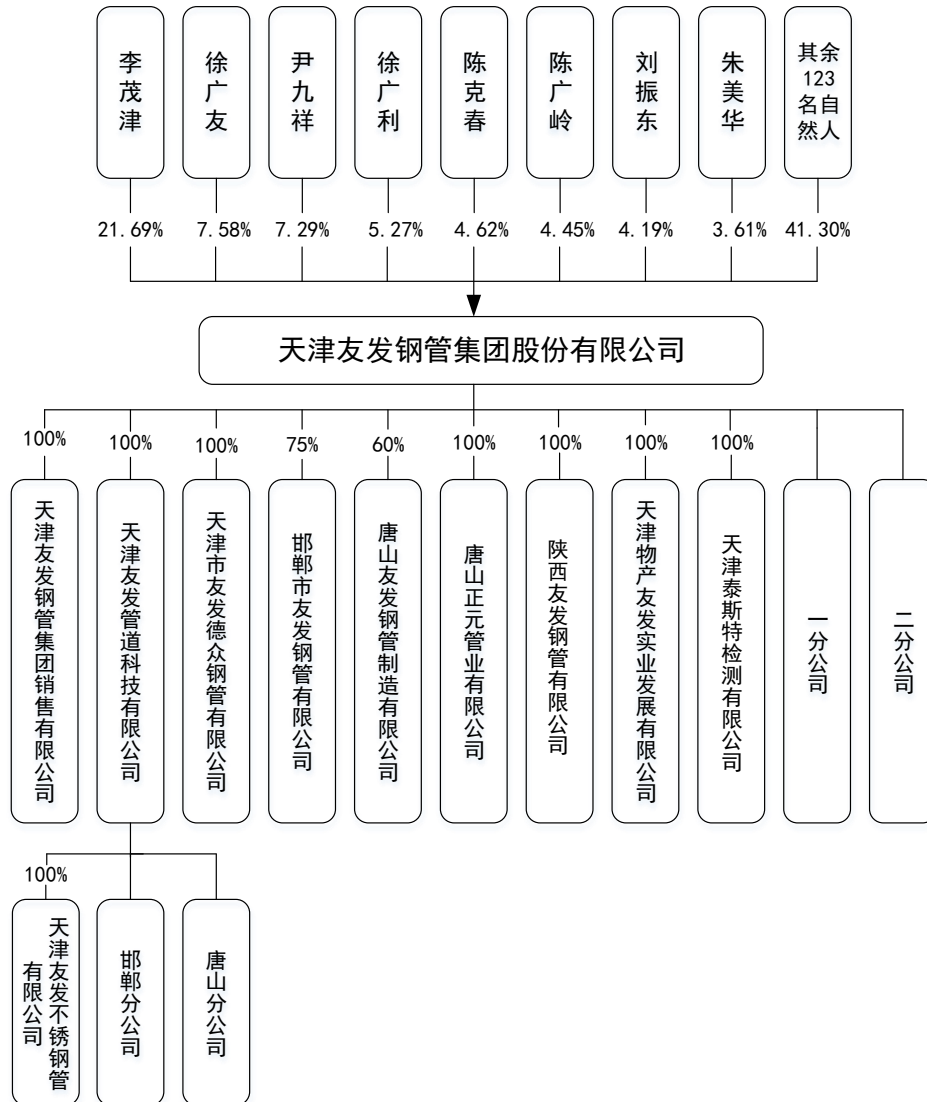 李茂津
徐广友
尹九祥
徐广利
陈克春
陈广岭
刘振东
朱美华
其余
123
名自
然人
21.69%
7.58%
7.29%
5.27%
4.62%
4.45%
4.19%
3.61%
41.30%
天津友发钢管集团股份有限公司
100%
100%
100%
75%
60%
100%
100%
100%
100%
天津友发钢管集团销售有限公司
天津友发管道科技有限公司
天津市友发德众钢管有限公司
邯郸市友发钢管有限公司
唐山友发钢管制造有限公司
唐山正元管业有限公司
陕西友发钢管有限公司
天津物产友发实业发展有限公司
天津泰斯特检测有限公司
一分公司
二分公司
100%
天津友发不锈钢管
有限公司
邯郸分公司
唐山分公司